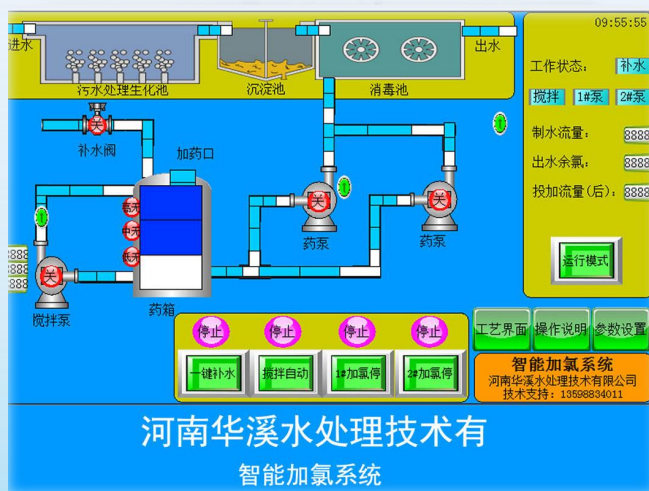 09:55:55
进水
出水
污水处理生化池
沉淀池
消毒池
工作状态:
补水
搅拌
1#泵
2#泵
制水流量:
8888
出水余氯:
8888
投加流量(后):
8888
运行模式
关
补水阀
加药口
高无
中无
低无
关
药泵
关
药泵
8888
8888
8888
关
搅拌泵
药箱
停止
停止
停止
停止
一键补水
搅拌自动
1#加氯停
2#加氯停
工艺界面
操作说明
参数设置
智能加氯系统
河南华溪水处理技术有限公司
技术支持: 13598834011
河南华溪水处理技术有
智能加氯系统